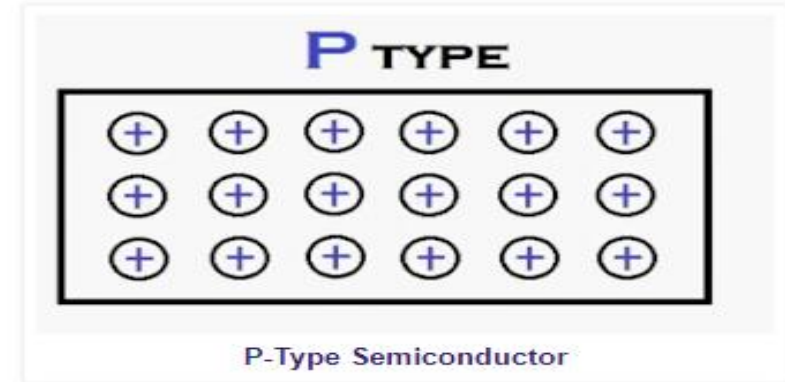 P TYPE
+ + + + + +
+ + + + + +
+ + + + + +
P-Type Semiconductor